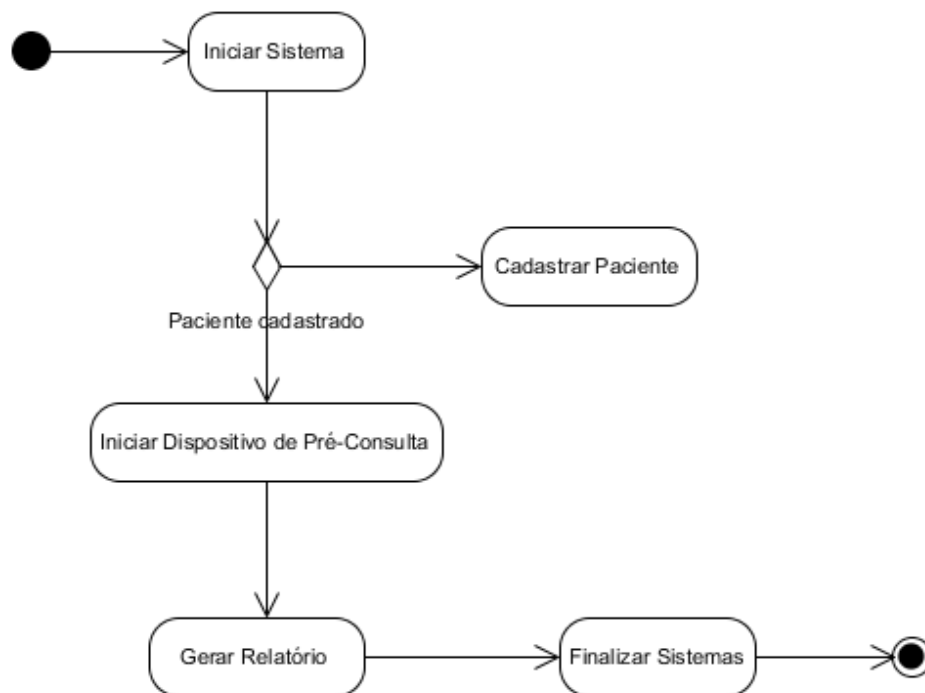 Iniciar Sistema
Cadastrar Paciente
Paciente cadastrado
Iniciar Dispositivo de Pré-Consulta
Gerar Relatório
Finalizar Sistemas